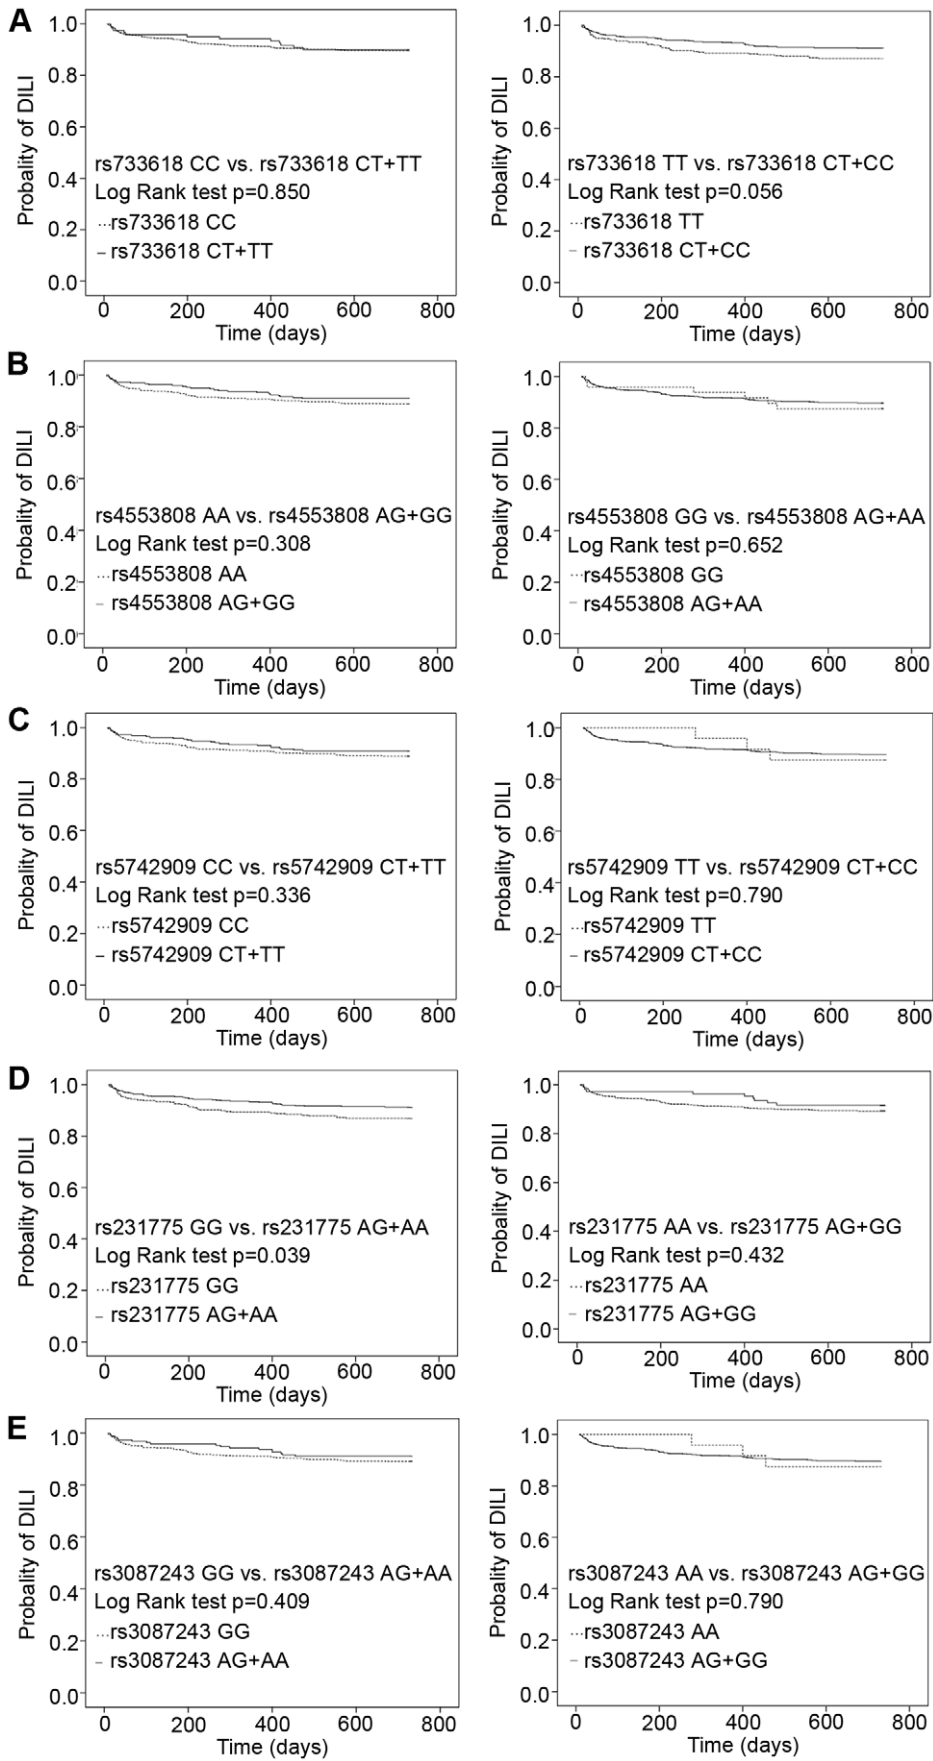 A
Probality of DILI
1.0
0.8
0.6
0.4
0.2
0.0
rs733618 CC vs. rs733618 CT+TT
Log Rank test p=0.850
rs733618 CC
rs733618 CT+TT
0 200 400 600 800
Time (days)
Probality of DILI
1.0
0.8
0.6
0.4
0.2
0.0
rs733618 TT vs. rs733618 CT+CC
Log Rank test p=0.056
rs733618 TT
rs733618 CT+CC
0 200 400 600 800
Time (days)
B
Probality of DILI
1.0
0.8
0.6
0.4
0.2
0.0
rs4553808 AA vs. rs4553808 AG+GG
Log Rank test p=0.308
rs4553808 AA
rs4553808 AG+GG
0 200 400 600 800
Time (days)
Probality of DILI
1.0
0.8
0.6
0.4
0.2
0.0
rs4553808 GG vs. rs4553808 AG+AA
Log Rank test p=0.652
rs4553808 GG
rs4553808 AG+AA
0 200 400 600 800
Time (days)
C
Probality of DILI
1.0
0.8
0.6
0.4
0.2
0.0
rs5742909 CC vs. rs5742909 CT+TT
Log Rank test p=0.336
rs5742909 CC
rs5742909 CT+TT
0 200 400 600 800
Time (days)
Probality of DILI
1.0
0.8
0.6
0.4
0.2
0.0
rs5742909 TT vs. rs5742909 CT+CC
Log Rank test p=0.790
rs5742909 TT
rs5742909 CT+CC
0 200 400 600 800
Time (days)
D
Probality of DILI
1.0
0.8
0.6
0.4
0.2
0.0
rs231775 GG vs. rs231775 AG+AA
Log Rank test p=0.039
rs231775 GG
rs231775 AG+AA
0 200 400 600 800
Time (days)
Probality of DILI
1.0
0.8
0.6
0.4
0.2
0.0
rs231775 AA vs. rs231775 AG+GG
Log Rank test p=0.432
rs231775 AA
rs231775 AG+GG
0 200 400 600 800
Time (days)
E
Probality of DILI
1.0
0.8
0.6
0.4
0.2
0.0
rs3087243 GG vs. rs3087243 AG+AA
Log Rank test p=0.409
rs3087243 GG
rs3087243 AG+AA
0 200 400 600 800
Time (days)
Probality of DILI
1.0
0.8
0.6
0.4
0.2
0.0
rs3087243 AA vs. rs3087243 AG+GG
Log Rank test p=0.790
rs3087243 AA
rs3087243 AG+GG
0 200 400 600 800
Time (days)